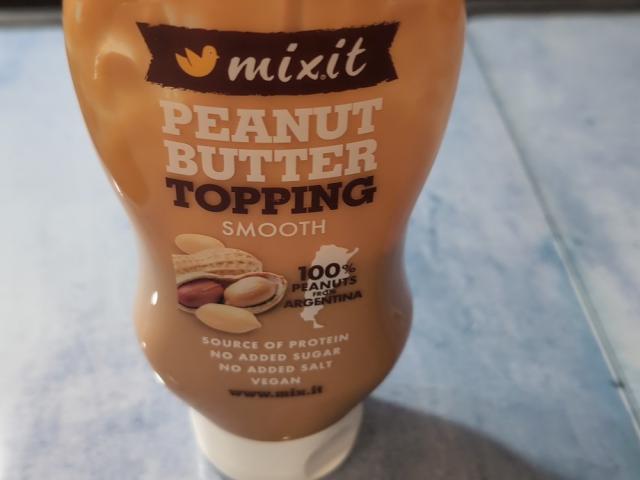 mixit
PEANUT
BUTTER
TOPPING
SMOOTH
100%
PEANUTS
FROM
ARGENTINA
SOURCE OF PROTEIN
NO ADDED SUGAR
NO ADDED SALT
VEGAN
www.mix.it